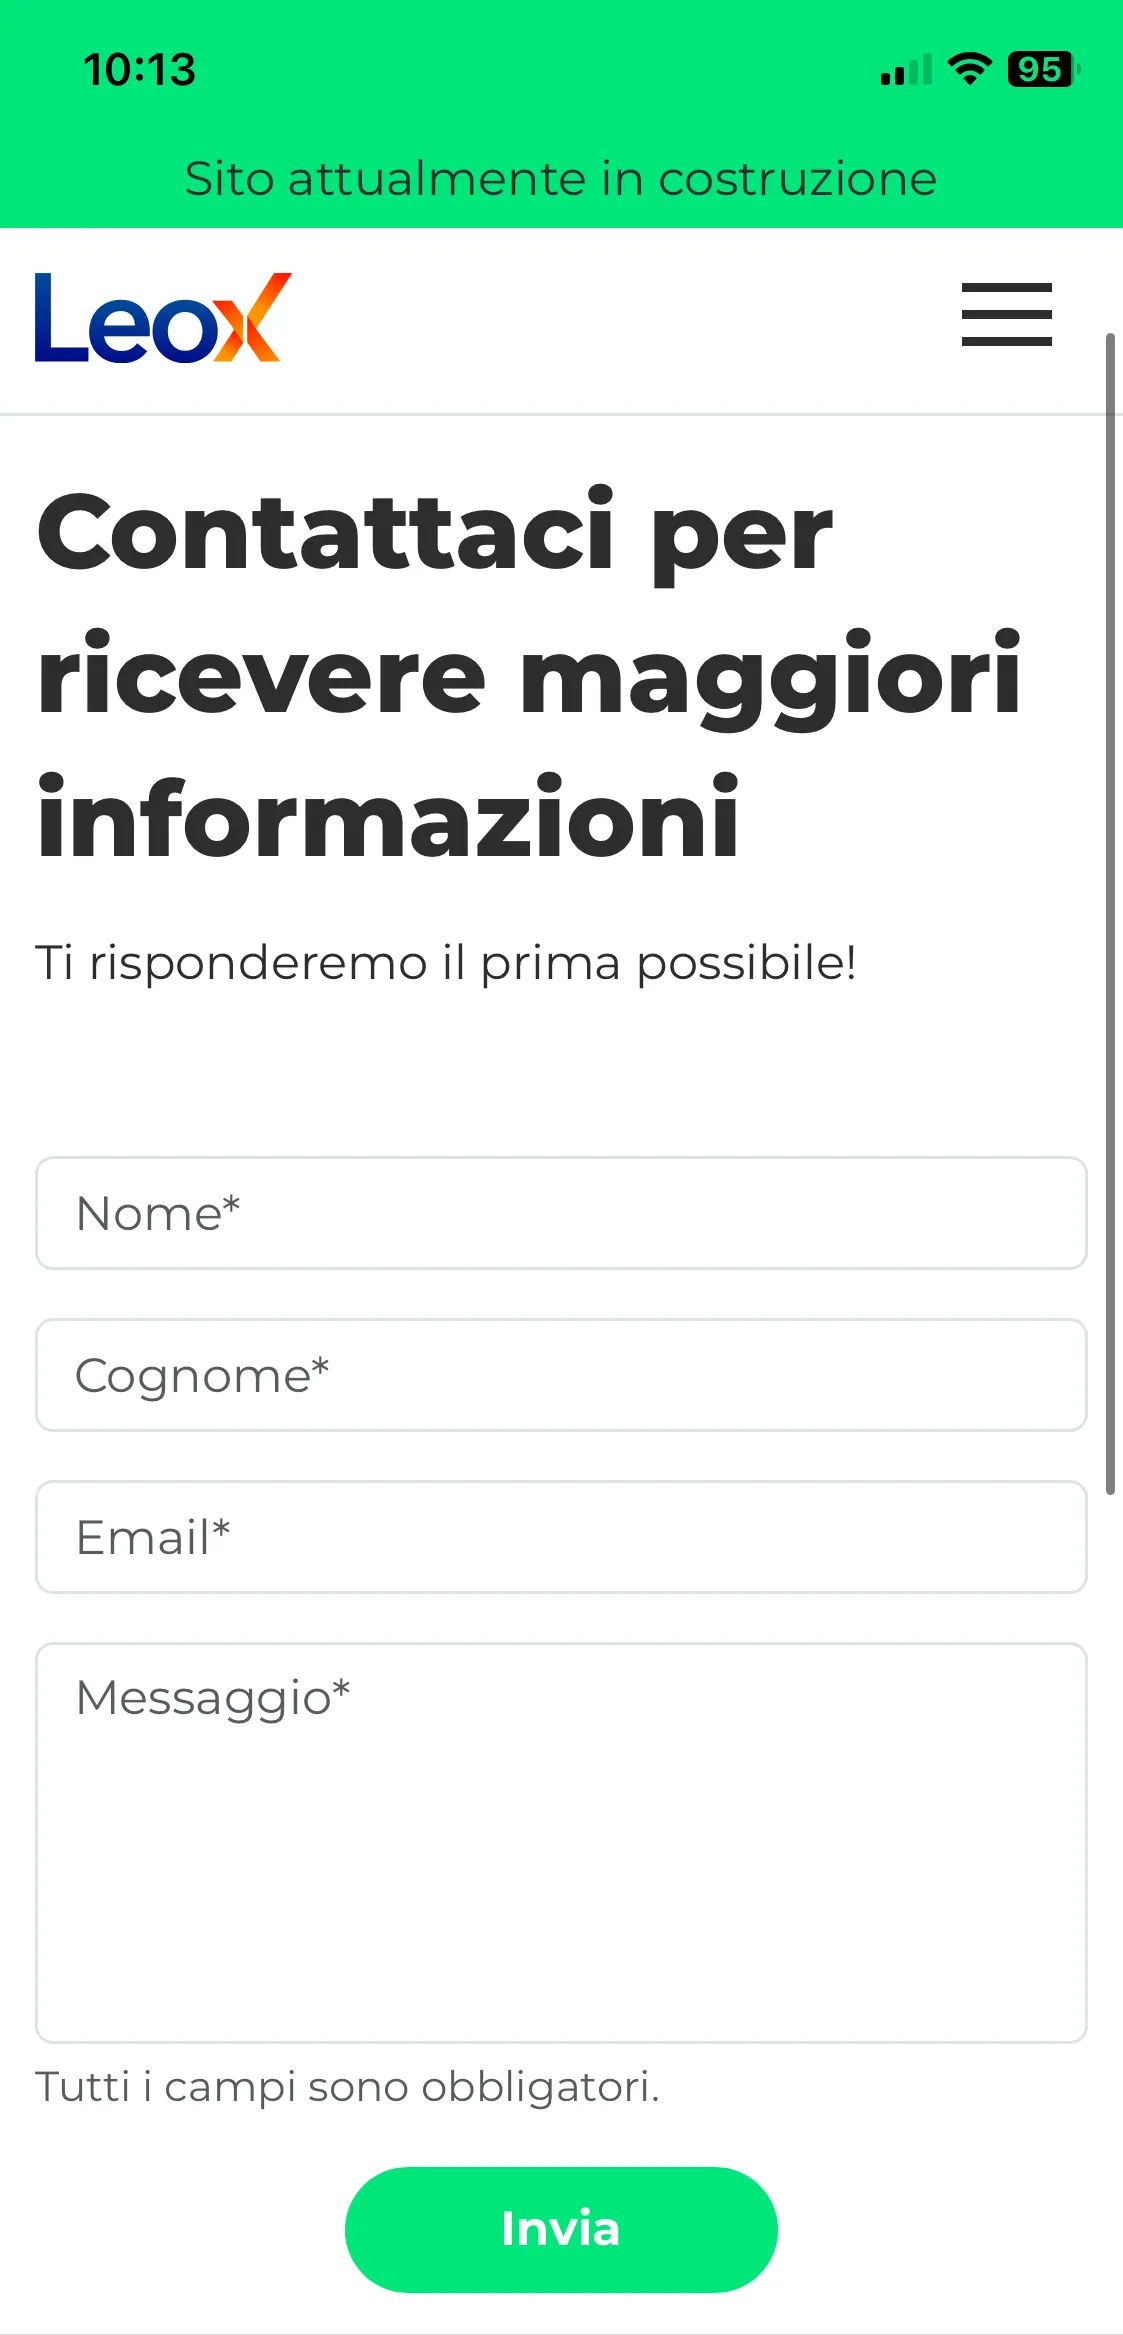 10:13
95
Sito attualmente in costruzione
Leox
Contattaci per
ricevere maggiori
informazioni
Ti risponderemo il prima possibile!
Nome*
Cognome*
Email*
Messaggio*
Tutti i campi sono obbligatori.
Invia